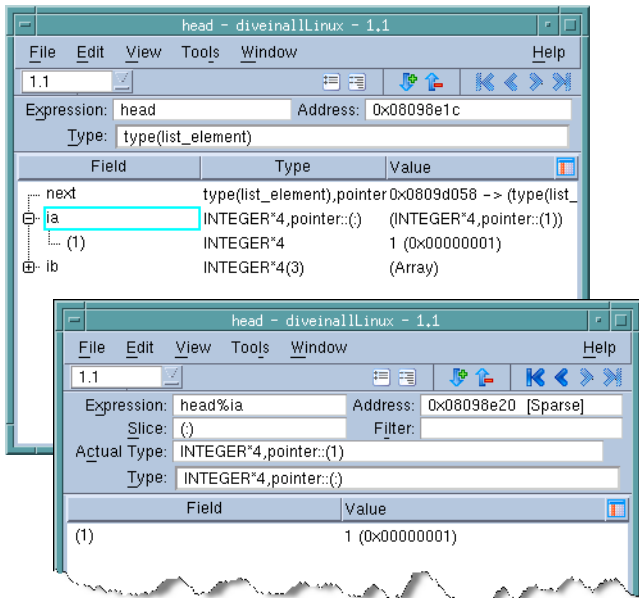 head - diveinallLinux - 1.1
File Edit View Tools Window Help
1.1
Expression: head Address: 0x08098e1c
Type: type(list_element)
Field Type Value
next type(list_element),pointer 0x0809d058 -> (type(list_
ia INTEGER*4,pointer::(:) (INTEGER*4,pointer::(1))
(1) INTEGER*4 1 (0x00000001)
ib INTEGER*4(3) (Array)
head - diveinallLinux - 1.1
File Edit View Tools Window Help
1.1
Expression: head%ia Address: 0x08098e20 [Sparse]
Slice: (:) Filter:
Actual Type: INTEGER*4,pointer::(1)
Type: INTEGER*4,pointer::(:)
Field Value
(1) 1 (0x00000001)